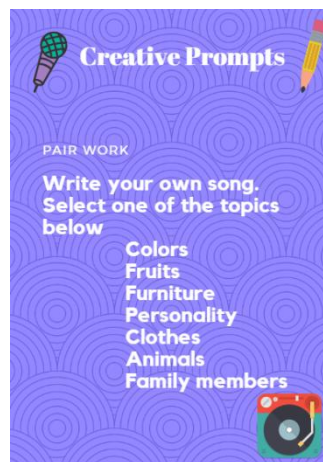 Creative Prompts
PAIR WORK
Write your own song.
Select one of the topics
below
Colors
Fruits
Furniture
Personality
Clothes
Animals
Family members